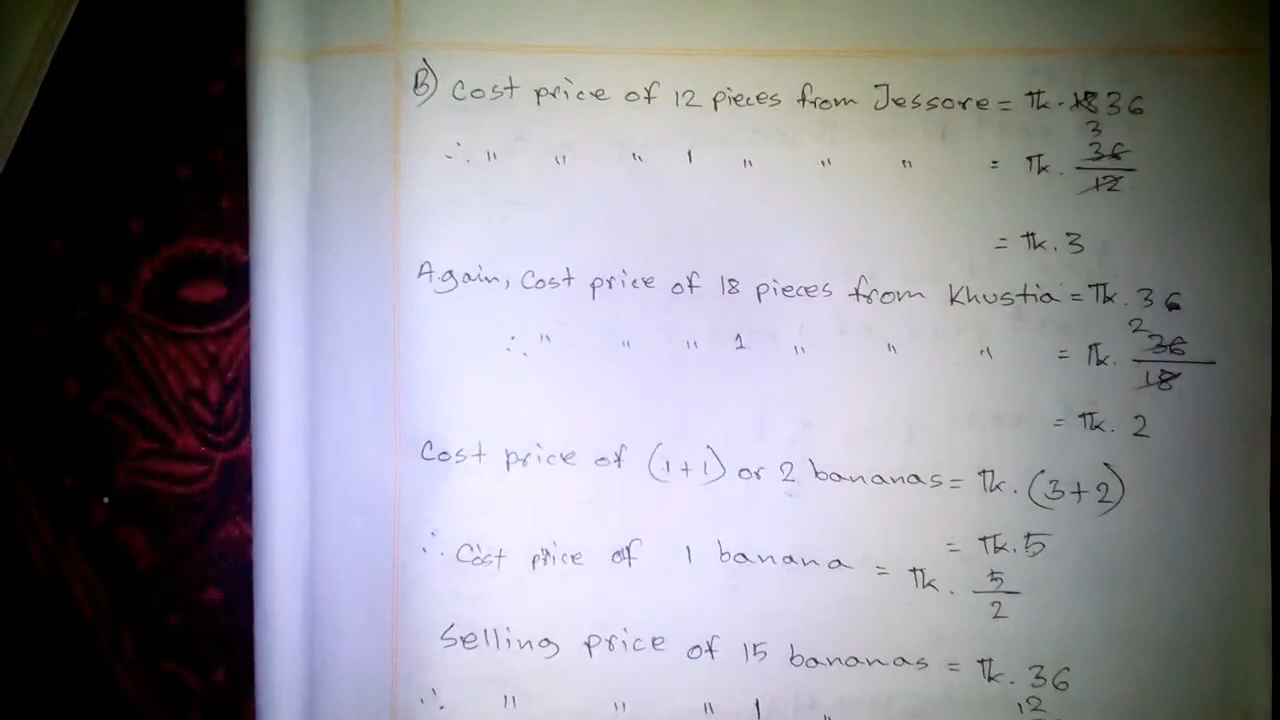 B) Cost price of 12 pieces from Jessore = Tk. 18 36
∴ " " " 1 " " " = Tk. 3 36/12
= Tk. 3
Again, Cost price of 18 pieces from Khustia = Tk. 36
∴ " " " 1 " " " = Tk. 2 36/18
= Tk. 2
Cost price of (1+1) or 2 bananas = Tk. (3+2)
= Tk. 5
∴ Cost price of 1 banana = Tk. 5/2
Selling price of 15 bananas = Tk. 36
∴ " " " 1 " 12